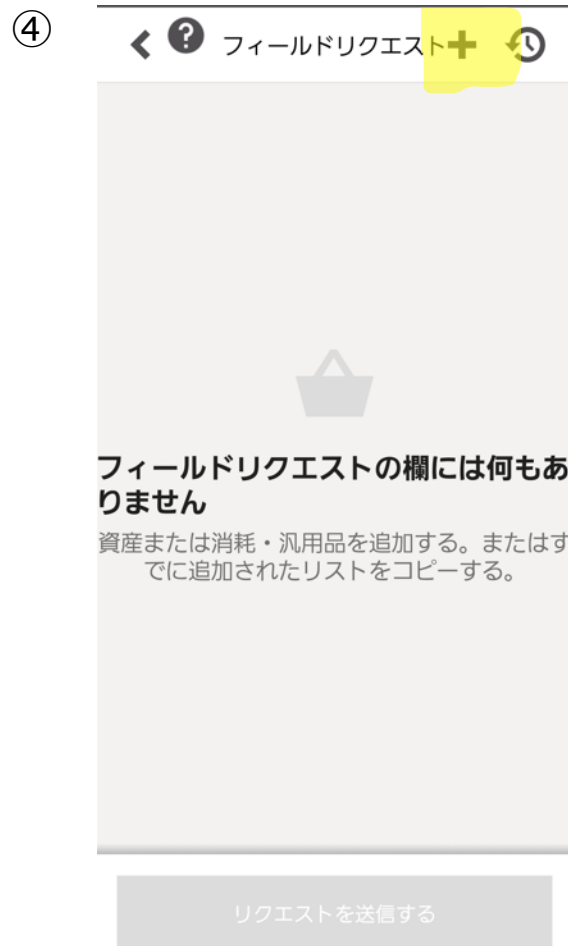 ④
フィールドリクエスト
フィールドリクエストの欄には何もあ
りません
資産または消耗・汎用品を追加する。またはす
でに追加されたリストをコピーする。
リクエストを送信する